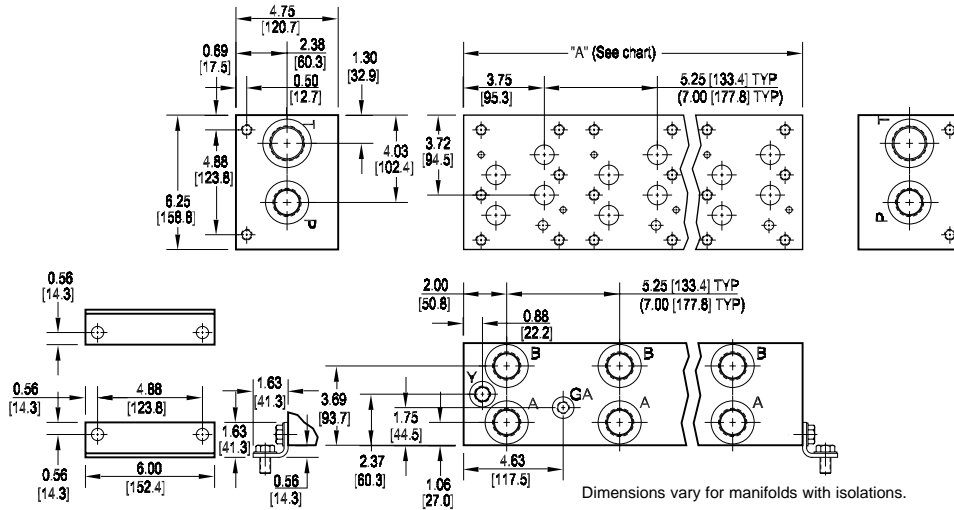 4.75
[120.7]
0.69
[17.5]
2.38
[60.3]
0.50
[12.7]
1.30
[32.9]
T
P
4.88
[123.8]
6.25
[158.8]
4.03
[102.4]
"A" (See chart)
3.75
[95.3]
5.25 [133.4] TYP
(7.00 [177.8] TYP)
3.72
[94.5]
T
P
0.56
[14.3]
0.56
[14.3]
4.88
[123.8]
0.56
[14.3]
6.00
[152.4]
1.63
[41.3]
1.63
[41.3]
0.56
[14.3]
2.00
[50.8]
5.25 [133.4] TYP
(7.00 [177.8] TYP)
0.88
[22.2]
B
B
B
Y
GA
A
A
A
3.69
[93.7]
1.75
[44.5]
2.37
[60.3]
1.06
[27.0]
4.63
[117.5]
Dimensions vary for manifolds with isolations.